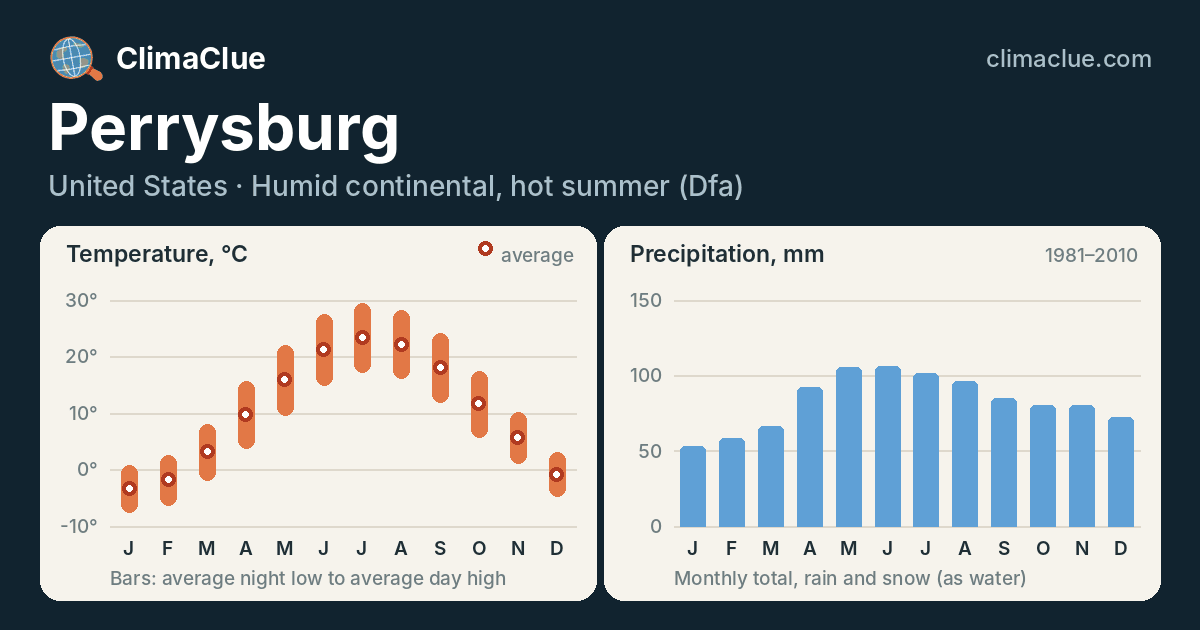 ClimaClue
climaclue.com
Perrysburg
United States · Humid continental, hot summer (Dfa)
Temperature, °C
average
30°
20°
10°
0°
-10°
J F M A M J J A S O N D
Bars: average night low to average day high
Precipitation, mm
1981–2010
150
100
50
0
J F M A M J J A S O N D
Monthly total, rain and snow (as water)